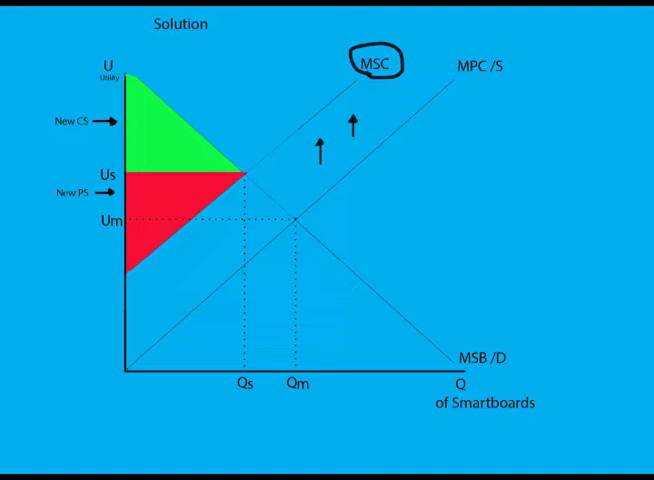 Solution
U
Utility
MSC
MPC /S
New CS
Us
New PS
Um
MSB /D
Qs
Qm
Q
of Smartboards